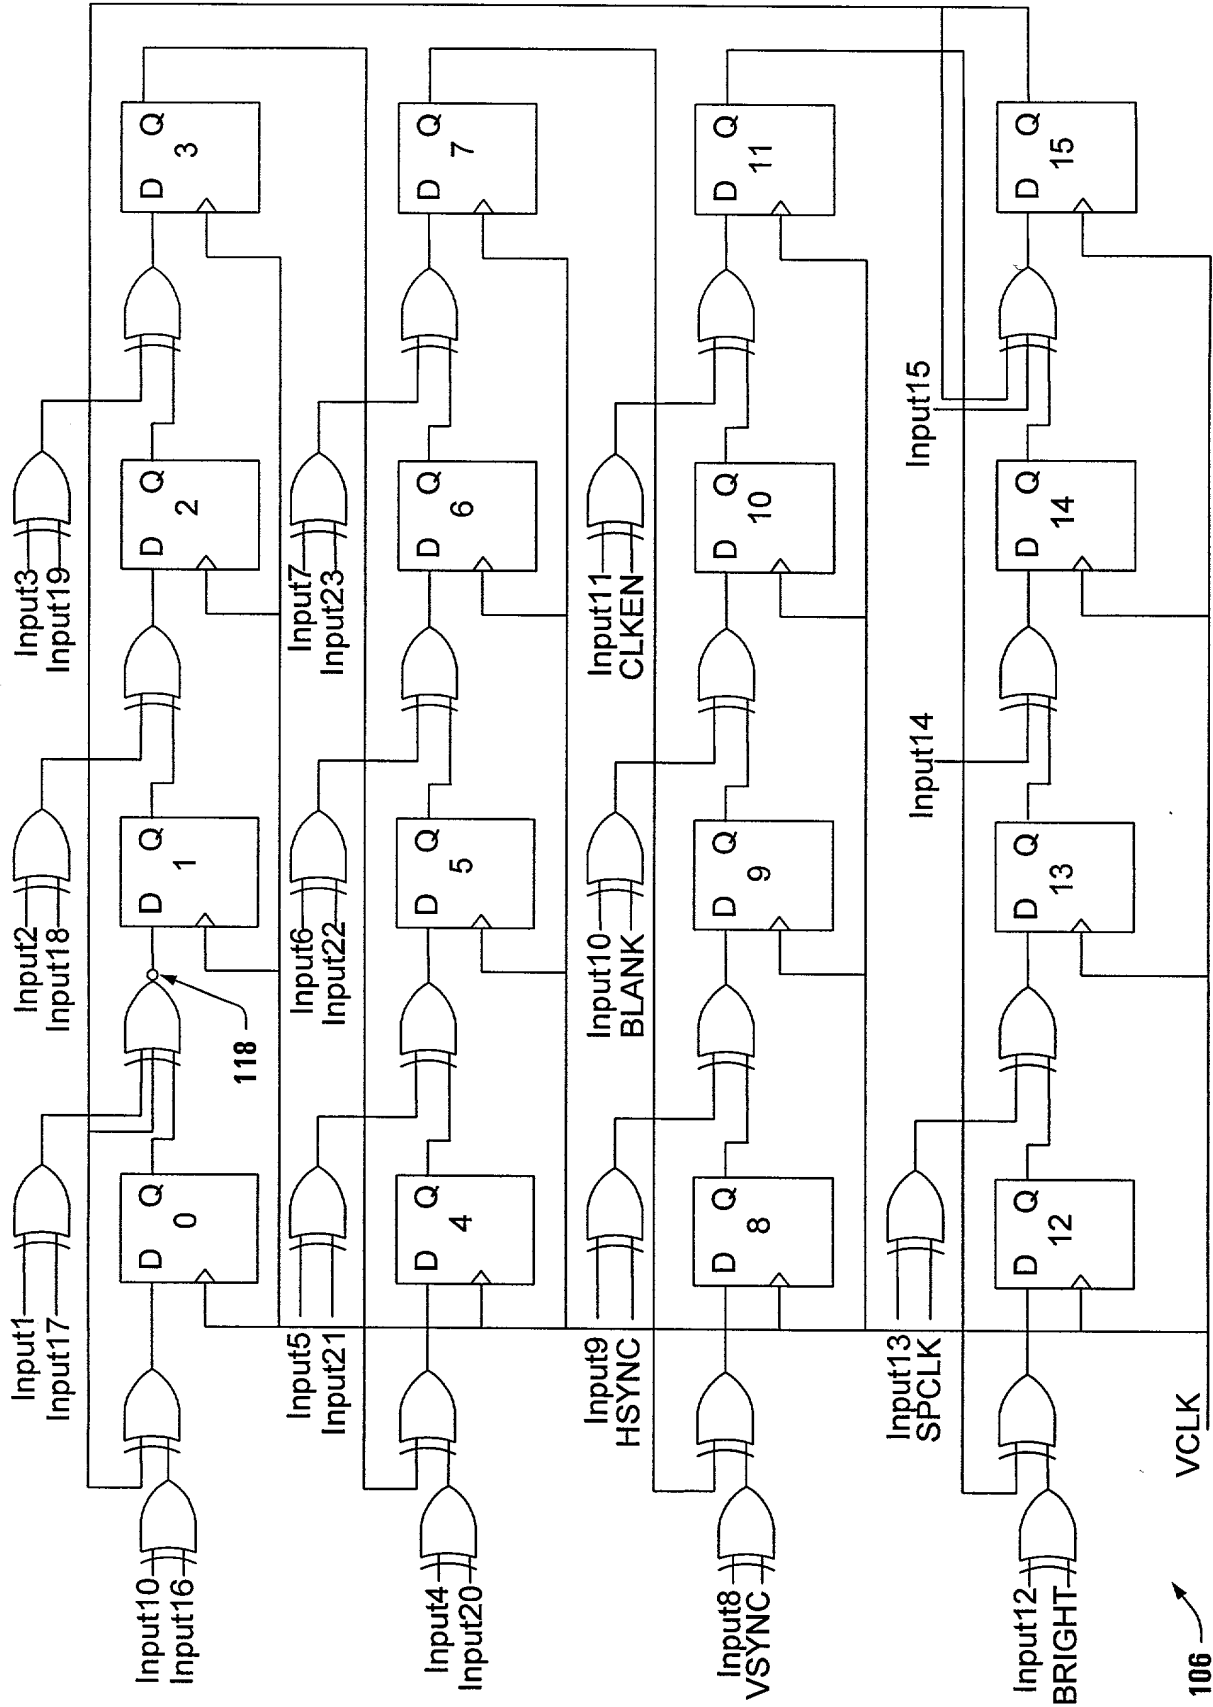 Input10
Input16
Input1
Input17
D Q
0
118
Input2
Input18
D Q
1
Input3
Input19
D Q
2
D Q
3
Input4
Input20
Input5
Input21
D Q
4
Input6
Input22
D Q
5
Input7
Input23
D Q
6
D Q
7
Input8
VSYNC
Input9
HSYNC
D Q
8
Input10
BLANK
D Q
9
Input11
CLKEN
D Q
10
D Q
11
Input12
BRIGHT
Input13
SPCLK
D Q
12
D Q
13
Input14
D Q
14
Input15
D Q
15
VCLK
106